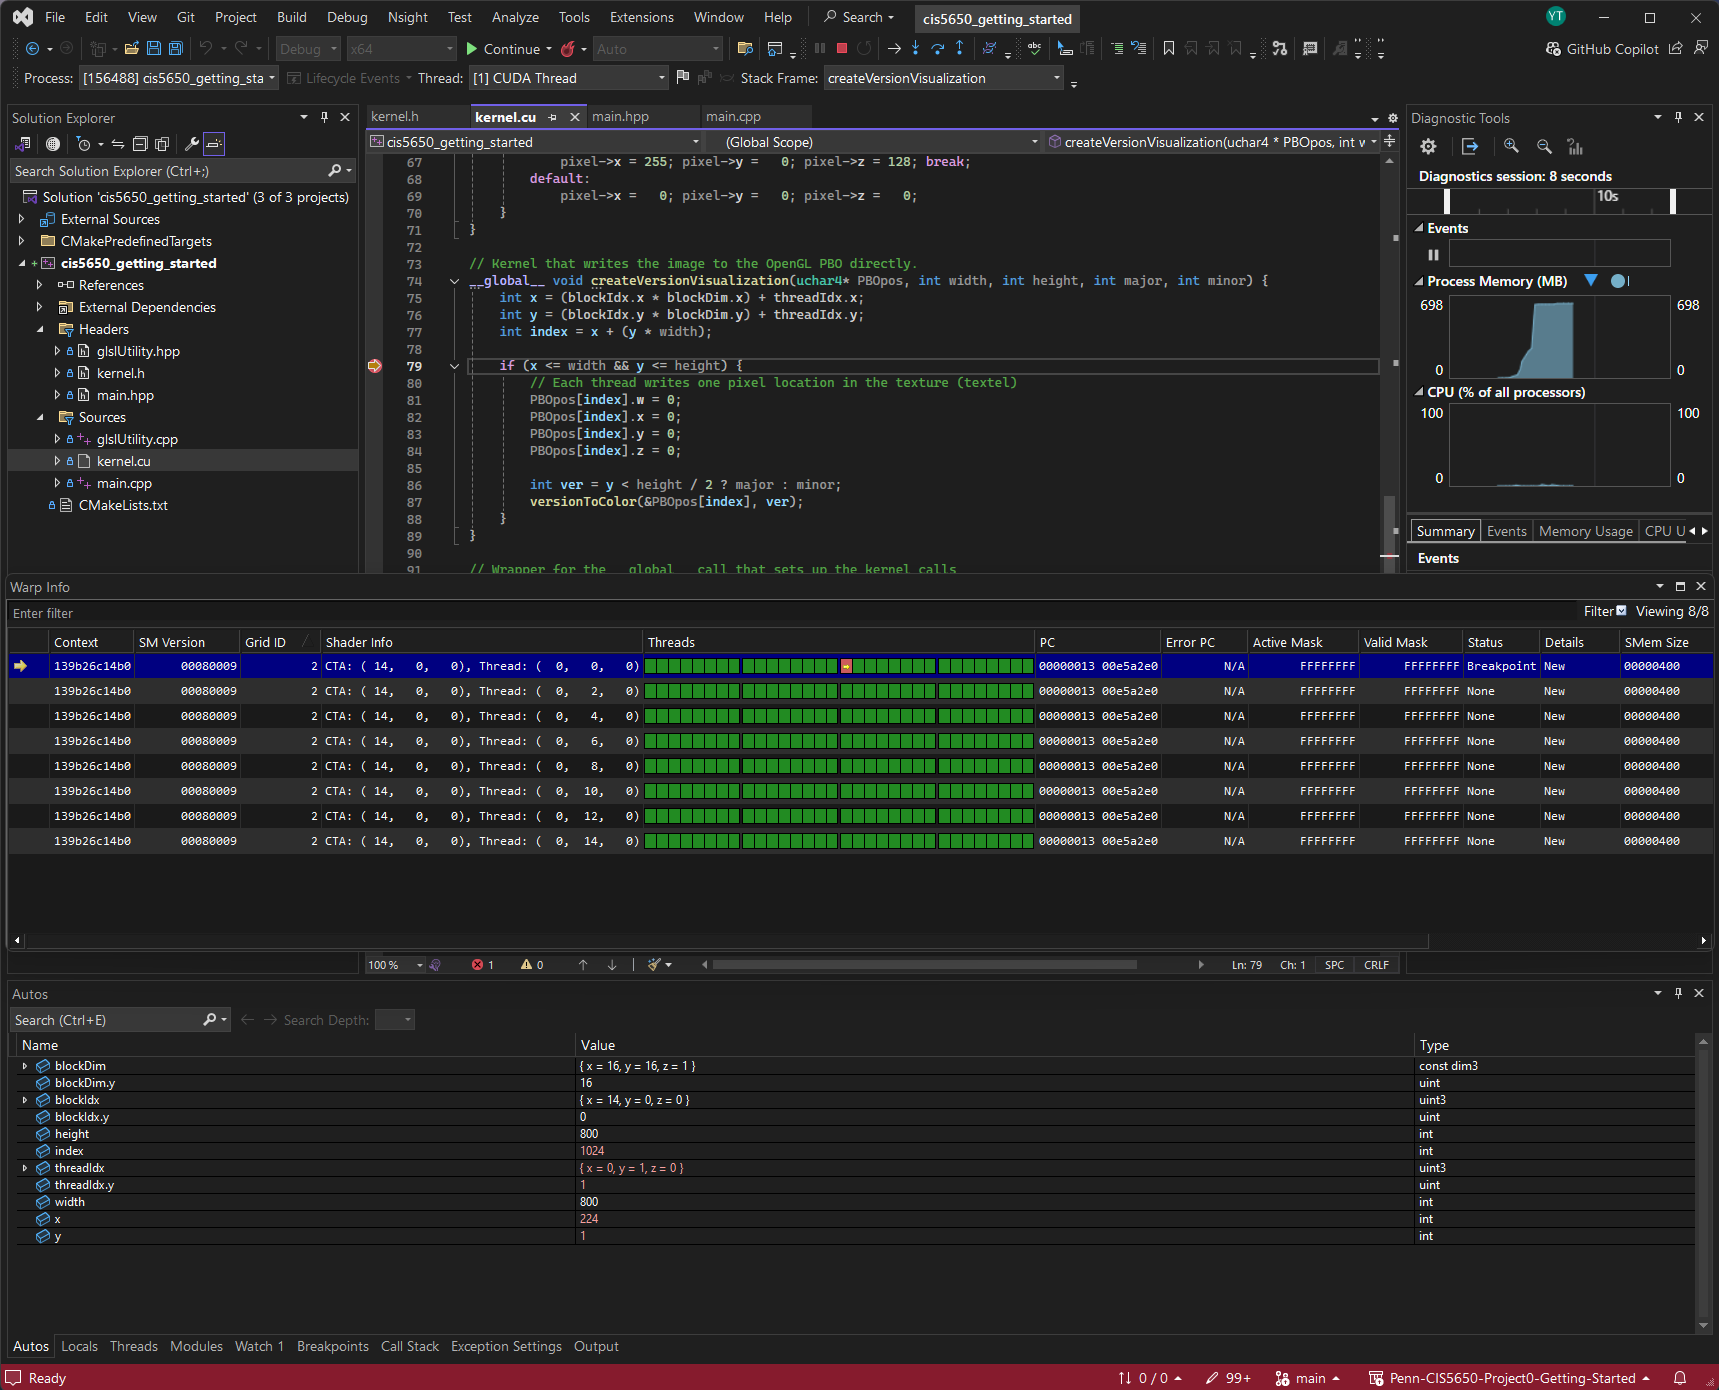 File Edit View Git Project Build Debug Nsight Test Analyze Tools Extensions Window Help Search cis5650_getting_started YT
Debug x64 Continue Auto GitHub Copilot
Process: [156488] cis5650_getting_sta Lifecycle Events Thread: [1] CUDA Thread Stack Frame: createVersionVisualization
Solution Explorer
Search Solution Explorer (Ctrl+;)
Solution 'cis5650_getting_started' (3 of 3 projects)
External Sources
CMakePredefinedTargets
cis5650_getting_started
References
External Dependencies
Headers
glslUtility.hpp
kernel.h
main.hpp
Sources
glslUtility.cpp
kernel.cu
main.cpp
CMakeLists.txt
kernel.h kernel.cu main.hpp main.cpp
cis5650_getting_started (Global Scope) createVersionVisualization(uchar4 * PBOpos, int w
67 pixel->x = 255; pixel->y = 0; pixel->z = 128; break;
68 default:
69 pixel->x = 0; pixel->y = 0; pixel->z = 0;
70 }
71 }
72
73 // Kernel that writes the image to the OpenGL PBO directly.
74 __global__ void createVersionVisualization(uchar4* PBOpos, int width, int height, int major, int minor) {
75 int x = (blockIdx.x * blockDim.x) + threadIdx.x;
76 int y = (blockIdx.y * blockDim.y) + threadIdx.y;
77 int index = x + (y * width);
78
79 if (x <= width && y <= height) {
80 // Each thread writes one pixel location in the texture (textel)
81 PBOpos[index].w = 0;
82 PBOpos[index].x = 0;
83 PBOpos[index].y = 0;
84 PBOpos[index].z = 0;
85
86 int ver = y < height / 2 ? major : minor;
87 versionToColor(&PBOpos[index], ver);
88 }
89 }
90
91 // Wrapper for the __global__ call that sets up the kernel calls
Diagnostic Tools
Diagnostics session: 8 seconds
10s
Events
Process Memory (MB)
698 698
0 0
CPU (% of all processors)
100 100
0 0
Summary Events Memory Usage CPU U
Events
Warp Info
Enter filter Filter Viewing 8/8
Context SM Version Grid ID Shader Info Threads PC Error PC Active Mask Valid Mask Status Details SMem Size
139b26c14b0 00080009 2 CTA: ( 14, 0, 0), Thread: ( 0, 0, 0) 00000013 00e5a2e0 N/A FFFFFFFF FFFFFFFF Breakpoint New 00000400
139b26c14b0 00080009 2 CTA: ( 14, 0, 0), Thread: ( 0, 2, 0) 00000013 00e5a2e0 N/A FFFFFFFF FFFFFFFF None New 00000400
139b26c14b0 00080009 2 CTA: ( 14, 0, 0), Thread: ( 0, 4, 0) 00000013 00e5a2e0 N/A FFFFFFFF FFFFFFFF None New 00000400
139b26c14b0 00080009 2 CTA: ( 14, 0, 0), Thread: ( 0, 6, 0) 00000013 00e5a2e0 N/A FFFFFFFF FFFFFFFF None New 00000400
139b26c14b0 00080009 2 CTA: ( 14, 0, 0), Thread: ( 0, 8, 0) 00000013 00e5a2e0 N/A FFFFFFFF FFFFFFFF None New 00000400
139b26c14b0 00080009 2 CTA: ( 14, 0, 0), Thread: ( 0, 10, 0) 00000013 00e5a2e0 N/A FFFFFFFF FFFFFFFF None New 00000400
139b26c14b0 00080009 2 CTA: ( 14, 0, 0), Thread: ( 0, 12, 0) 00000013 00e5a2e0 N/A FFFFFFFF FFFFFFFF None New 00000400
139b26c14b0 00080009 2 CTA: ( 14, 0, 0), Thread: ( 0, 14, 0) 00000013 00e5a2e0 N/A FFFFFFFF FFFFFFFF None New 00000400
100 % 1 0 Ln: 79 Ch: 1 SPC CRLF
Autos
Search (Ctrl+E) Search Depth:
Name Value Type
blockDim { x = 16, y = 16, z = 1 } const dim3
blockDim.y 16 uint
blockIdx { x = 14, y = 0, z = 0 } uint3
blockIdx.y 0 uint
height 800 int
index 1024 int
threadIdx { x = 0, y = 1, z = 0 } uint3
threadIdx.y 1 uint
width 800 int
x 224 int
y 1 int
Autos Locals Threads Modules Watch 1 Breakpoints Call Stack Exception Settings Output
Ready 0 / 0 99+ main Penn-CIS5650-Project0-Getting-Started